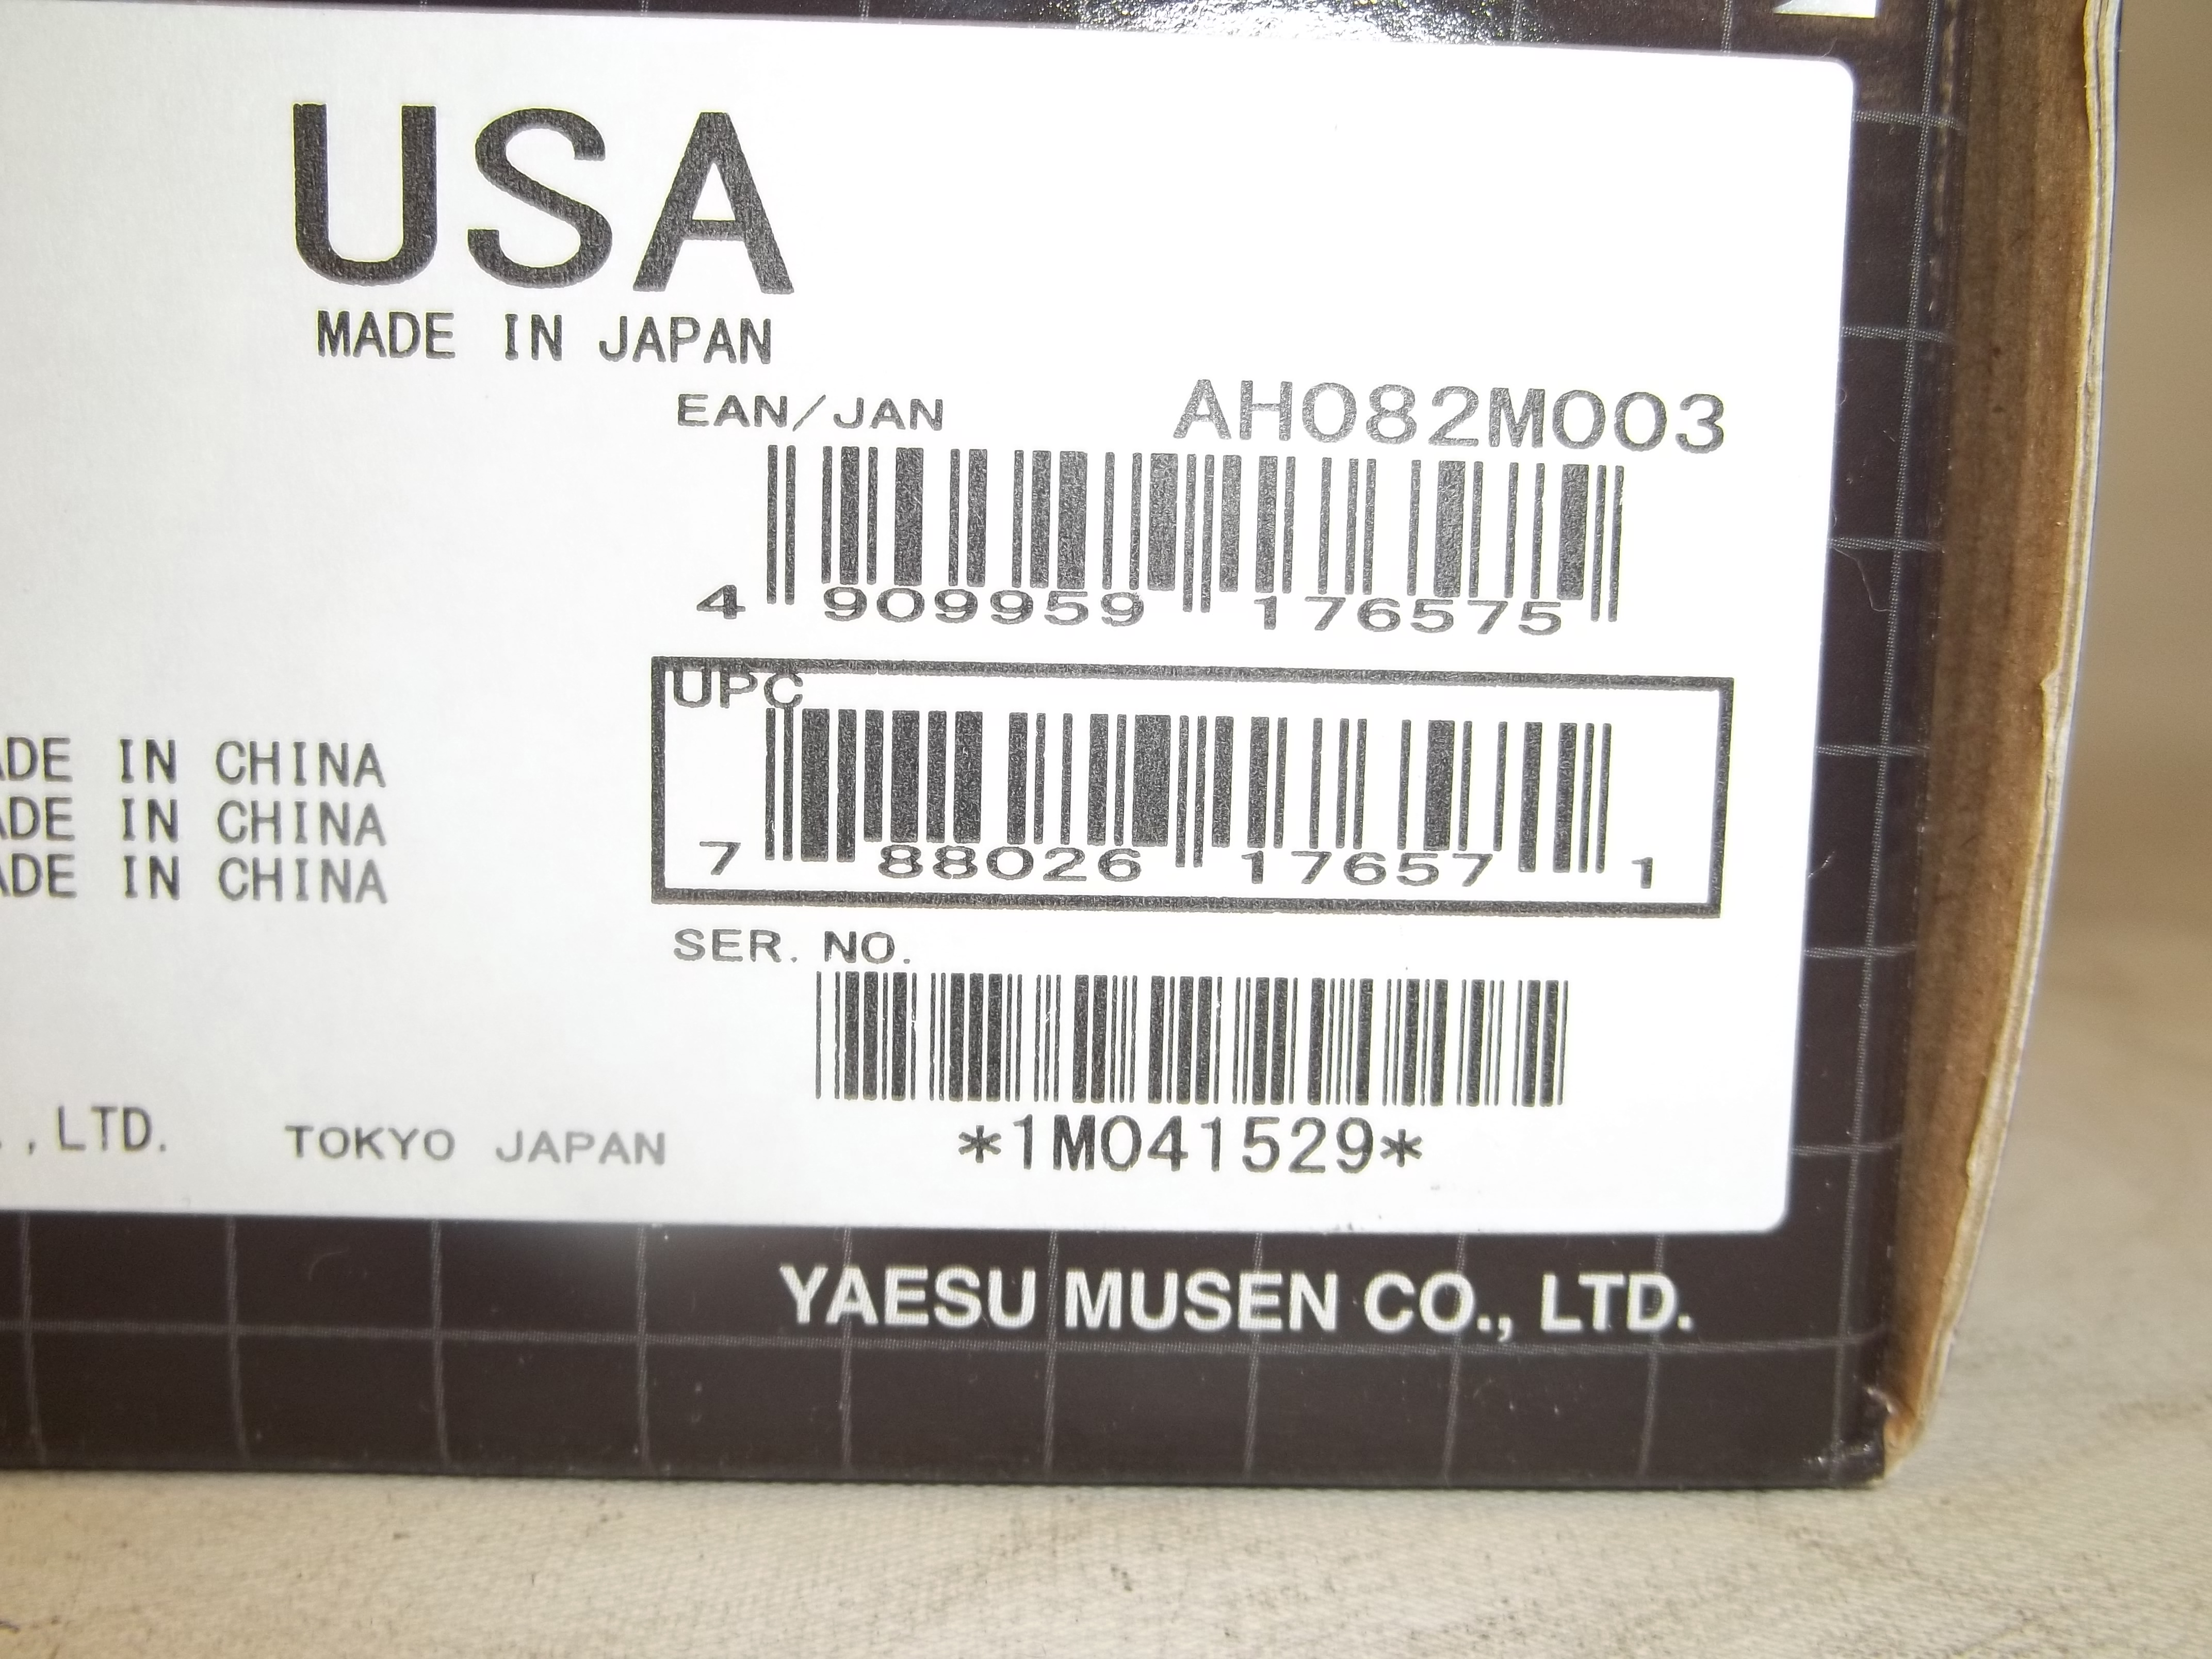 USA
MADE IN JAPAN
EAN/JAN AH082M003
4 909959 176575
UPC
7 88026 17657 1
ADE IN CHINA
ADE IN CHINA
ADE IN CHINA
SER. NO.
*1M041529*
.,LTD. TOKYO JAPAN
YAESU MUSEN CO., LTD.